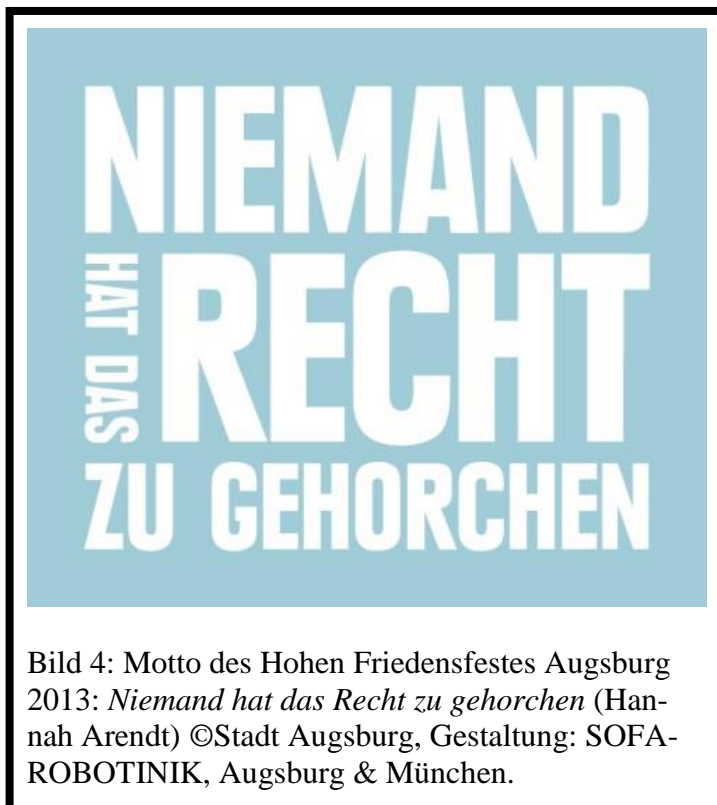 NIEMAND
HAT DAS
RECHT
ZU GEHORCHEN
Bild 4: Motto des Hohen Friedensfestes Augsburg
2013: Niemand hat das Recht zu gehorchen (Han-
nah Arendt) ©Stadt Augsburg, Gestaltung: SOFA-
ROBOTINIK, Augsburg & München.